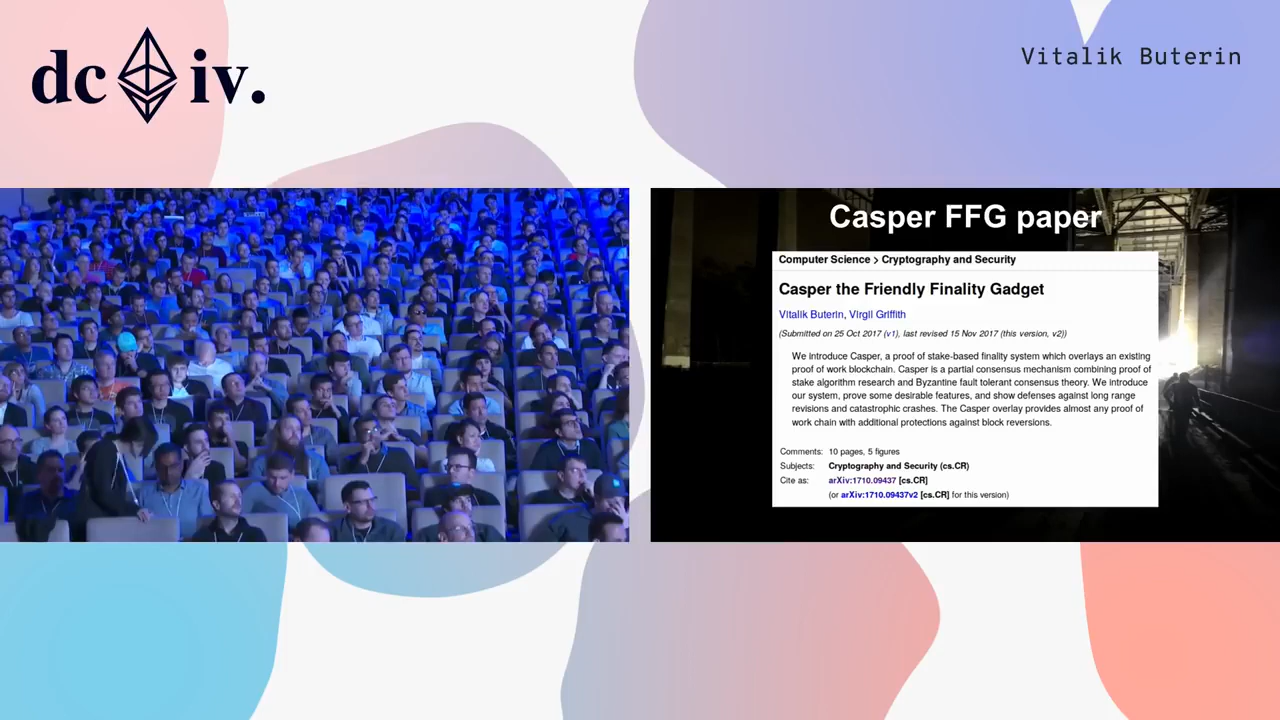 dc iv.
Vitalik Buterin
Casper FFG paper
Computer Science > Cryptography and Security
Casper the Friendly Finality Gadget
Vitalik Buterin, Virgil Griffith
(Submitted on 25 Oct 2017 (v1), last revised 15 Nov 2017 (this version, v2))
We introduce Casper, a proof of stake-based finality system which overlays an existing
proof of work blockchain. Casper is a partial consensus mechanism combining proof of
stake algorithm research and Byzantine fault tolerant consensus theory. We introduce
our system, prove some desirable features, and show defenses against long range
revisions and catastrophic crashes. The Casper overlay provides almost any proof of
work chain with additional protections against block reversions.
Comments: 10 pages, 5 figures
Subjects: Cryptography and Security (cs.CR)
Cite as: arXiv:1710.09437 [cs.CR]
(or arXiv:1710.09437v2 [cs.CR] for this version)